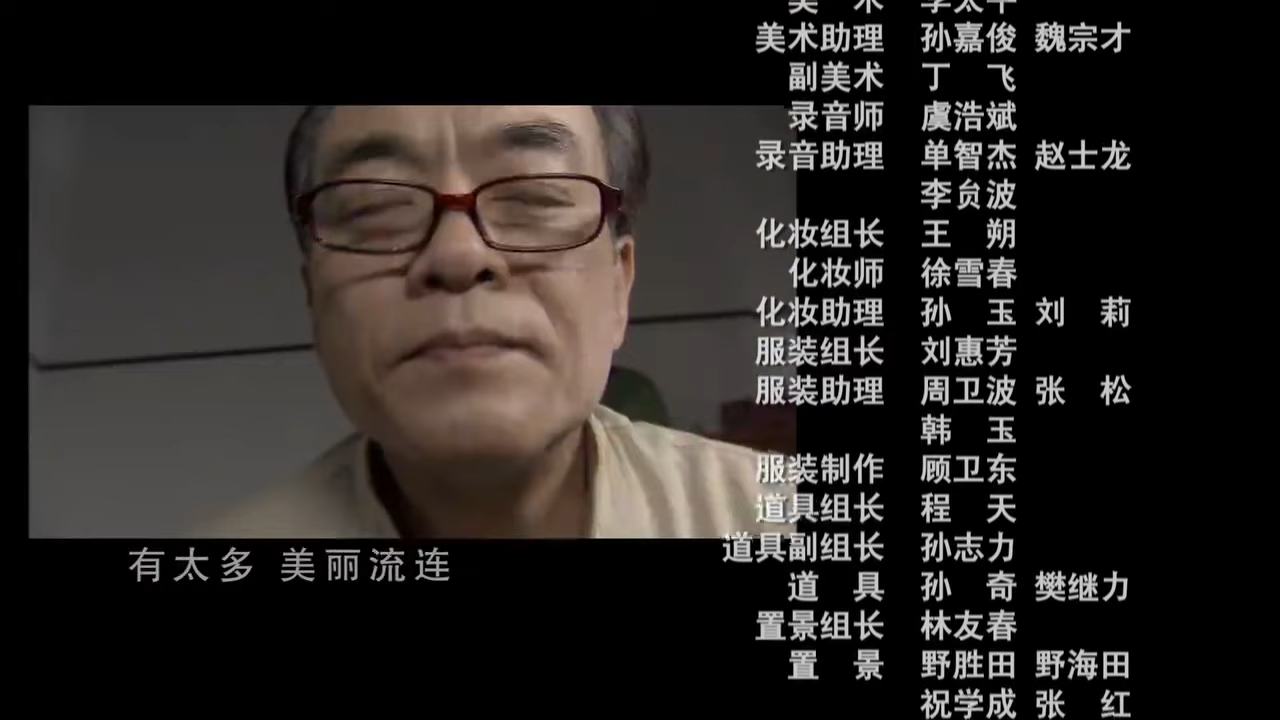 美术助理 孙嘉俊 魏宗才
副美术 丁 飞
录音师 虞浩斌
录音助理 单智杰 赵士龙
李贠波
化妆组长 王 朔
化妆师 徐雪春
化妆助理 孙 玉 刘 莉
服装组长 刘惠芳
服装助理 周卫波 张 松
韩 玉
服装制作 顾卫东
道具组长 程 天
道具副组长 孙志力
道 具 孙 奇 樊继力
置景组长 林友春
置 景 野胜田 野海田
祝学成 张 红
有太多 美丽流连